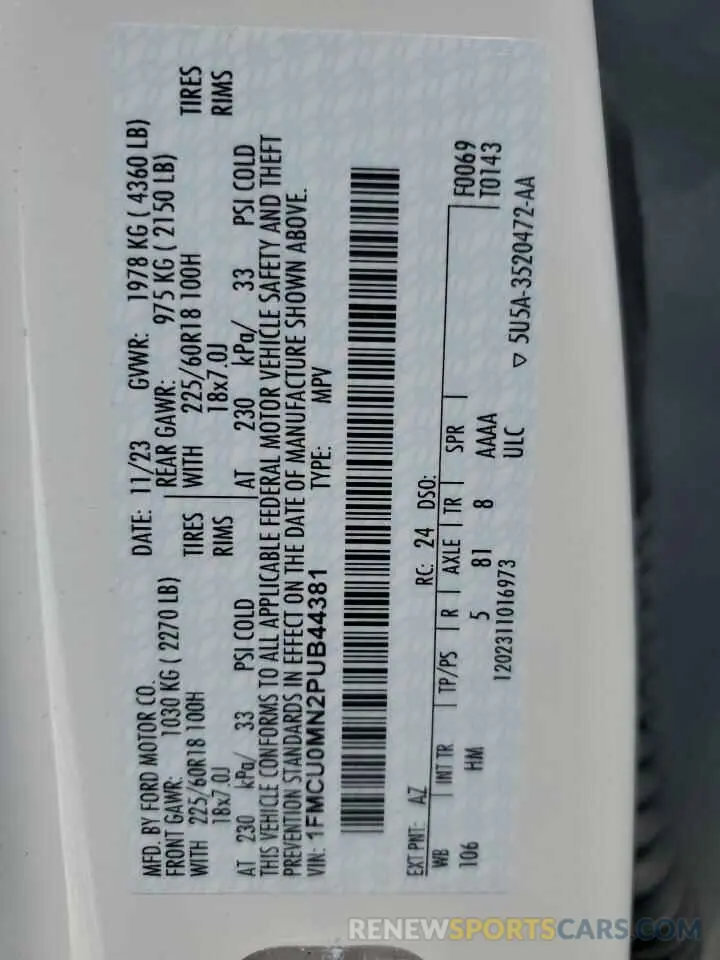 MFD. BY FORD MOTOR CO.
DATE: 11/23 GVWR: 1978 KG ( 4360 LB)
FRONT GAWR: 1030 KG ( 2270 LB)
REAR GAWR: 975 KG ( 2150 LB)
WITH 225/60R18 100H TIRES
WITH 225/60R18 100H TIRES
18x7.0J RIMS
18x7.0J RIMS
AT 230 kPa/ 33 PSI COLD
AT 230 kPa/ 33 PSI COLD
THIS VEHICLE CONFORMS TO ALL APPLICABLE FEDERAL MOTOR VEHICLE SAFETY AND THEFT
PREVENTION STANDARDS IN EFFECT ON THE DATE OF MANUFACTURE SHOWN ABOVE.
VIN: 1FMCU0MN2PUB44381 TYPE: MPV
EXT PNT: AZ RC: 24 DSO: F0069
T0143
WB INT TR TP/PS R AXLE TR SPR
106 HM 5 81 8 AAAA
1202311016973 ULC ▽ 5U5A-3520472-AA
RENEWSPORTSCARS.COM